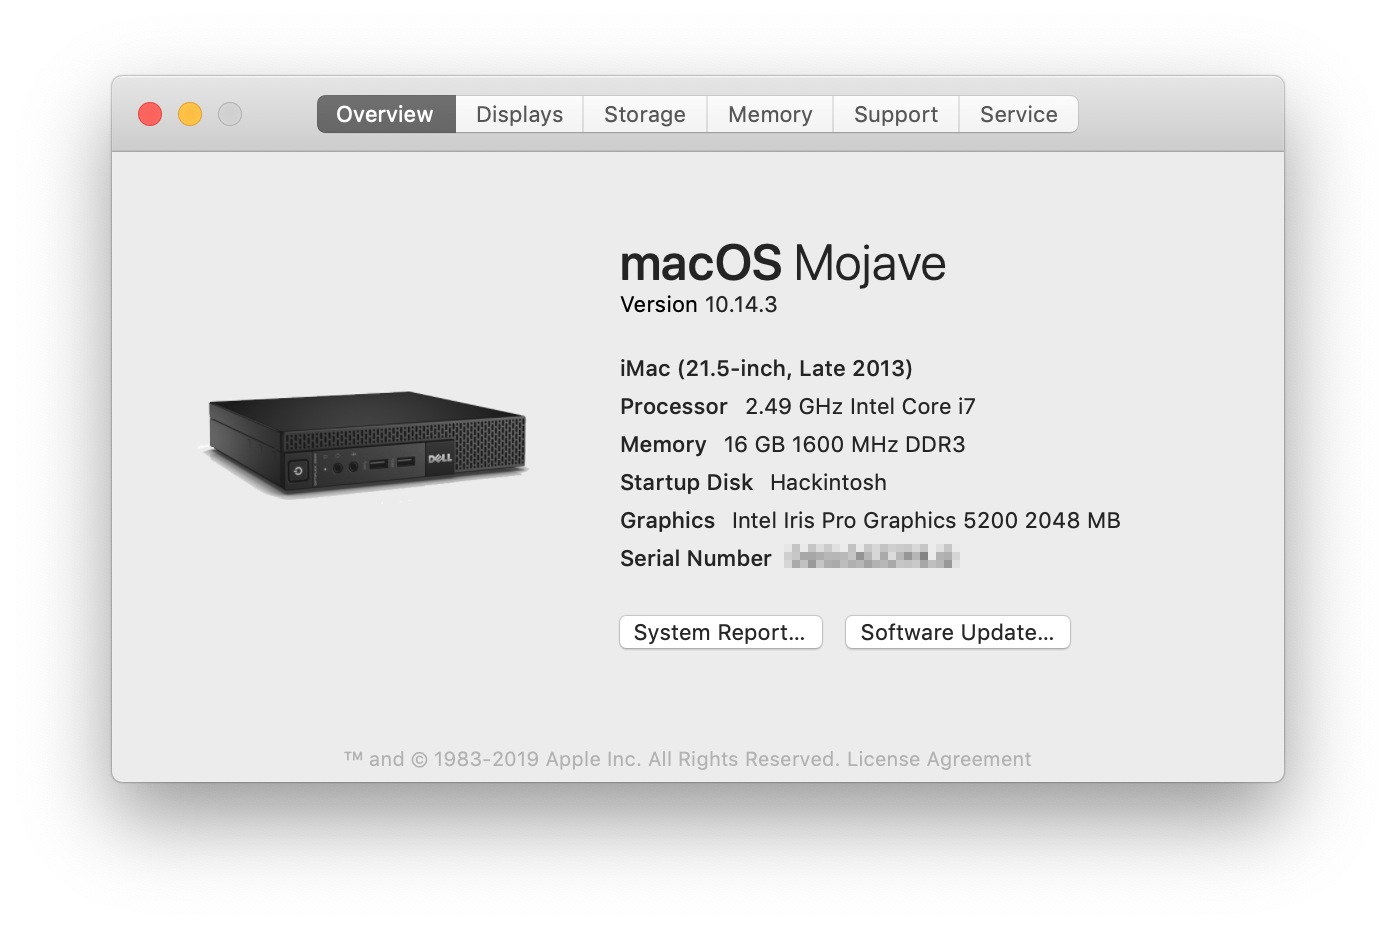 Overview Displays Storage Memory Support Service
macOS Mojave
Version 10.14.3
iMac (21.5-inch, Late 2013)
Processor 2.49 GHz Intel Core i7
Memory 16 GB 1600 MHz DDR3
Startup Disk Hackintosh
Graphics Intel Iris Pro Graphics 5200 2048 MB
Serial Number
DELL
System Report...
Software Update...
™ and © 1983-2019 Apple Inc. All Rights Reserved. License Agreement